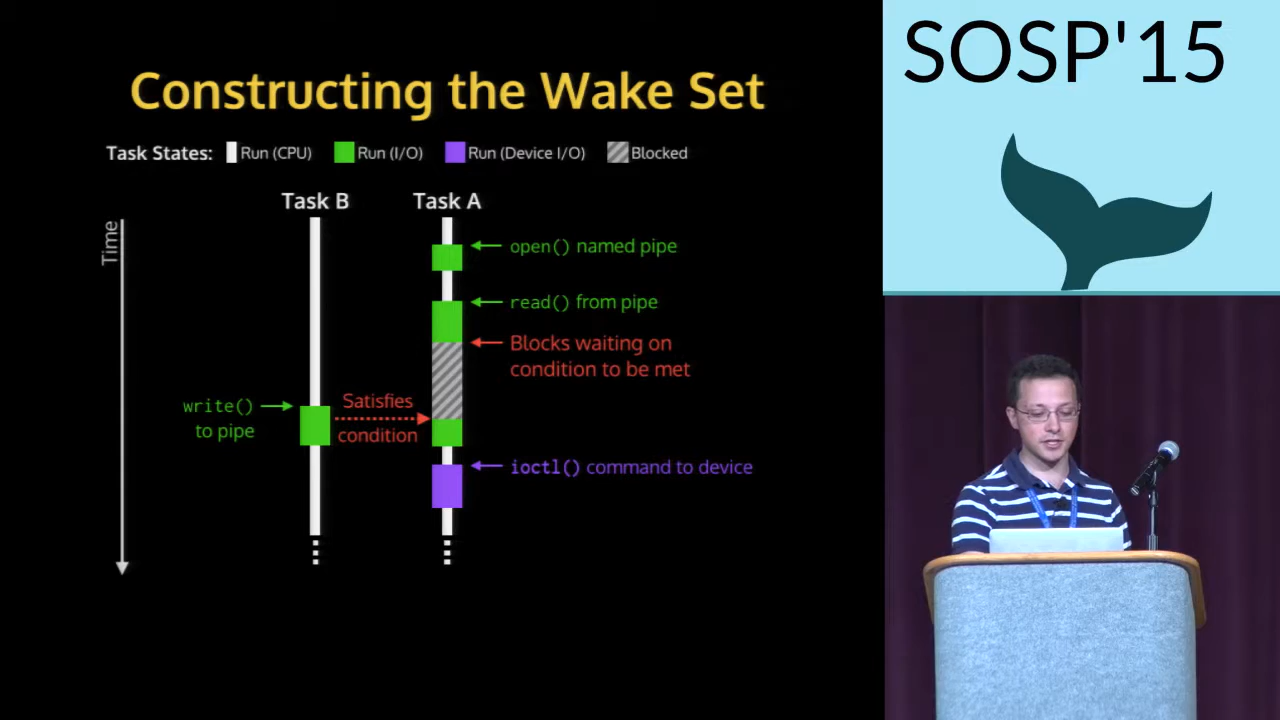 Constructing the Wake Set
Task States: Run (CPU) Run (I/O) Run (Device I/O) Blocked
Task B
Task A
Time
open() named pipe
read() from pipe
Blocks waiting on
condition to be met
write()
to pipe
Satisfies
condition
ioctl() command to device
SOSP'15